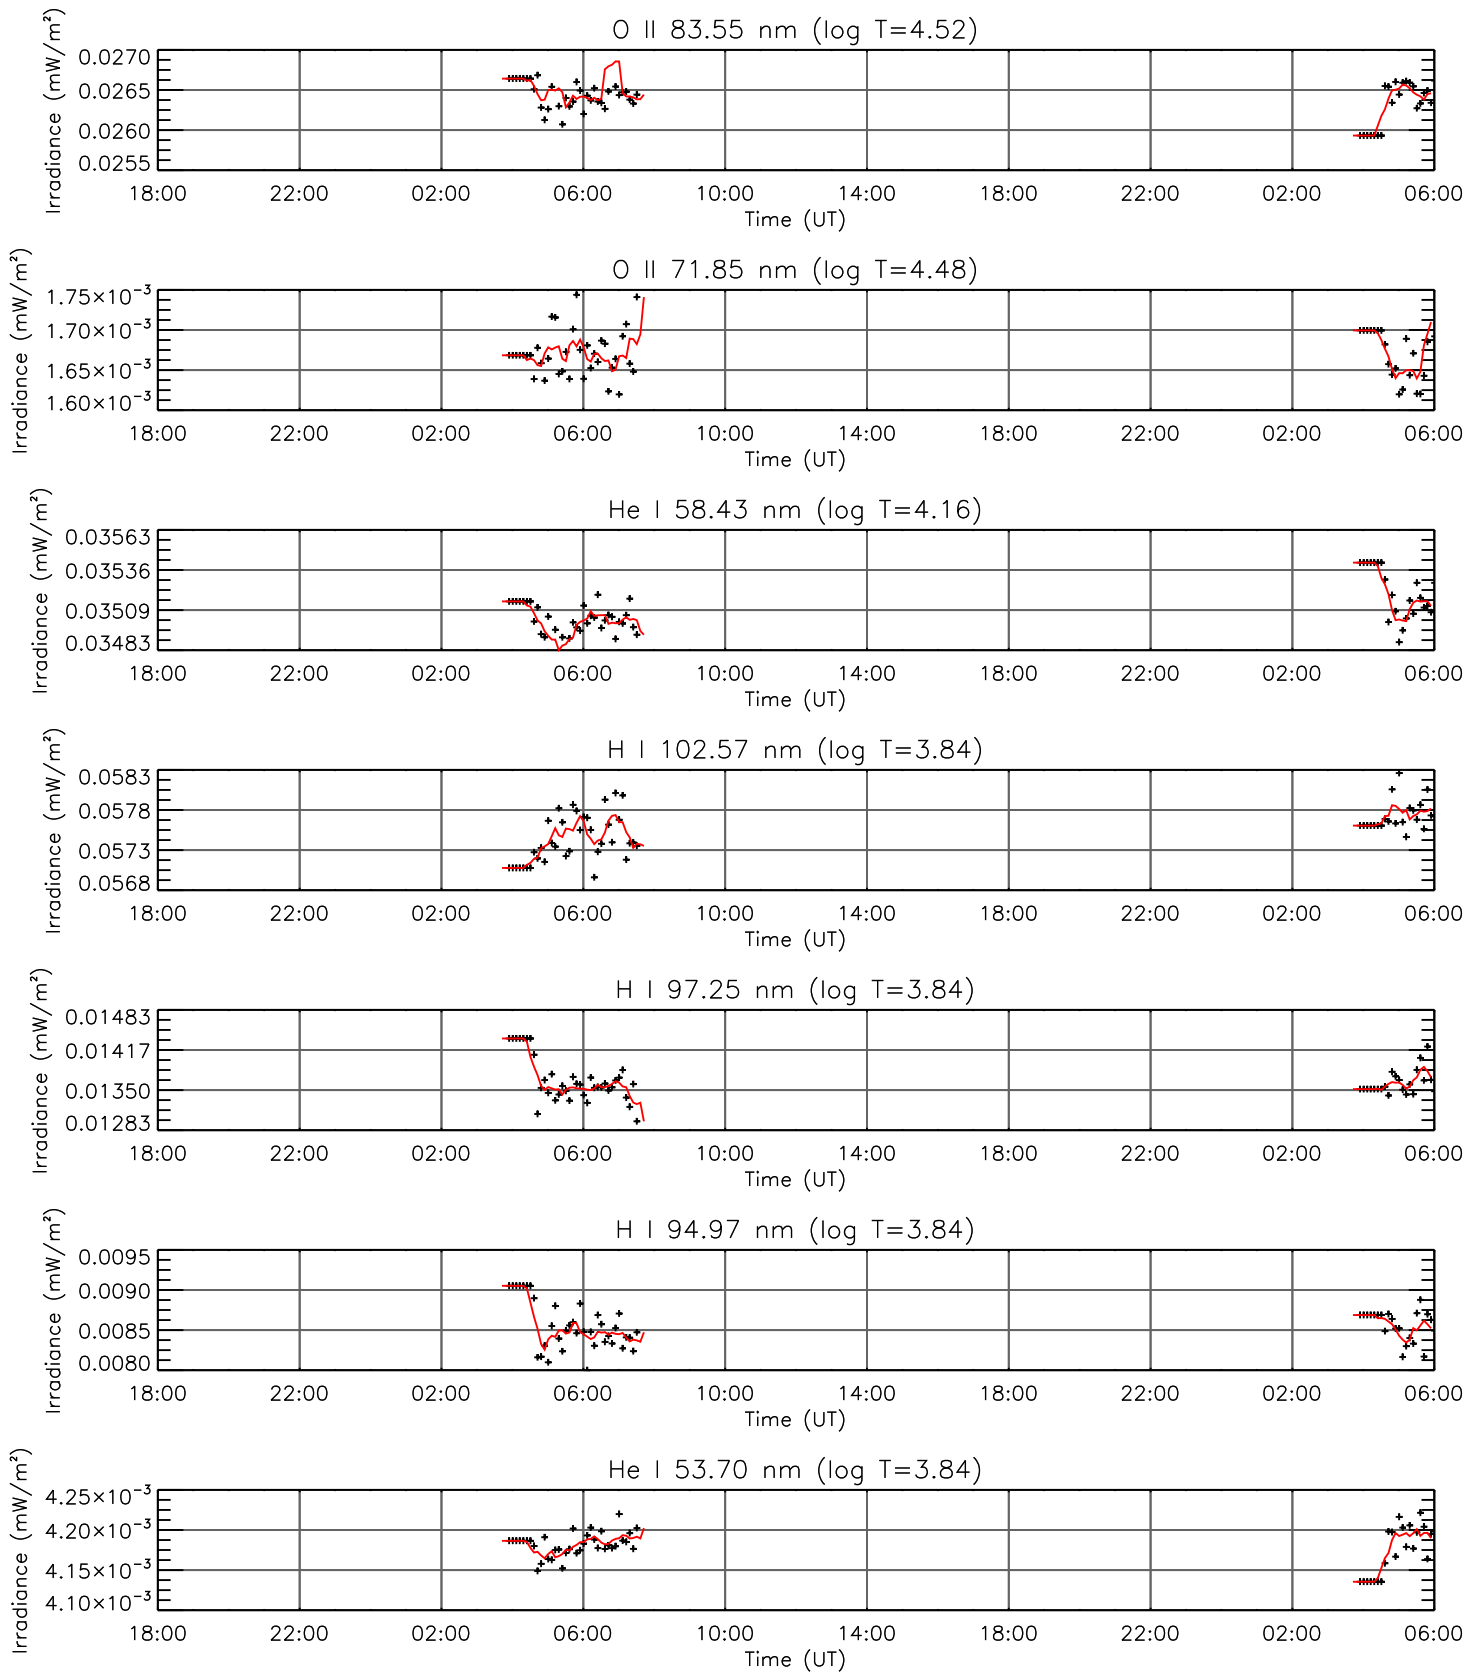 O II 83.55 nm (log T=4.52)
Irradiance (mW/m²)
0.0270
0.0265
0.0260
0.0255
18:00 22:00 02:00 06:00 10:00 14:00 18:00 22:00 02:00 06:00
Time (UT)
O II 71.85 nm (log T=4.48)
Irradiance (mW/m²)
1.75×10⁻³
1.70×10⁻³
1.65×10⁻³
1.60×10⁻³
18:00 22:00 02:00 06:00 10:00 14:00 18:00 22:00 02:00 06:00
Time (UT)
He I 58.43 nm (log T=4.16)
Irradiance (mW/m²)
0.03563
0.03536
0.03509
0.03483
18:00 22:00 02:00 06:00 10:00 14:00 18:00 22:00 02:00 06:00
Time (UT)
H I 102.57 nm (log T=3.84)
Irradiance (mW/m²)
0.0583
0.0578
0.0573
0.0568
18:00 22:00 02:00 06:00 10:00 14:00 18:00 22:00 02:00 06:00
Time (UT)
H I 97.25 nm (log T=3.84)
Irradiance (mW/m²)
0.01483
0.01417
0.01350
0.01283
18:00 22:00 02:00 06:00 10:00 14:00 18:00 22:00 02:00 06:00
Time (UT)
H I 94.97 nm (log T=3.84)
Irradiance (mW/m²)
0.0095
0.0090
0.0085
0.0080
18:00 22:00 02:00 06:00 10:00 14:00 18:00 22:00 02:00 06:00
Time (UT)
He I 53.70 nm (log T=3.84)
Irradiance (mW/m²)
4.25×10⁻³
4.20×10⁻³
4.15×10⁻³
4.10×10⁻³
18:00 22:00 02:00 06:00 10:00 14:00 18:00 22:00 02:00 06:00
Time (UT)